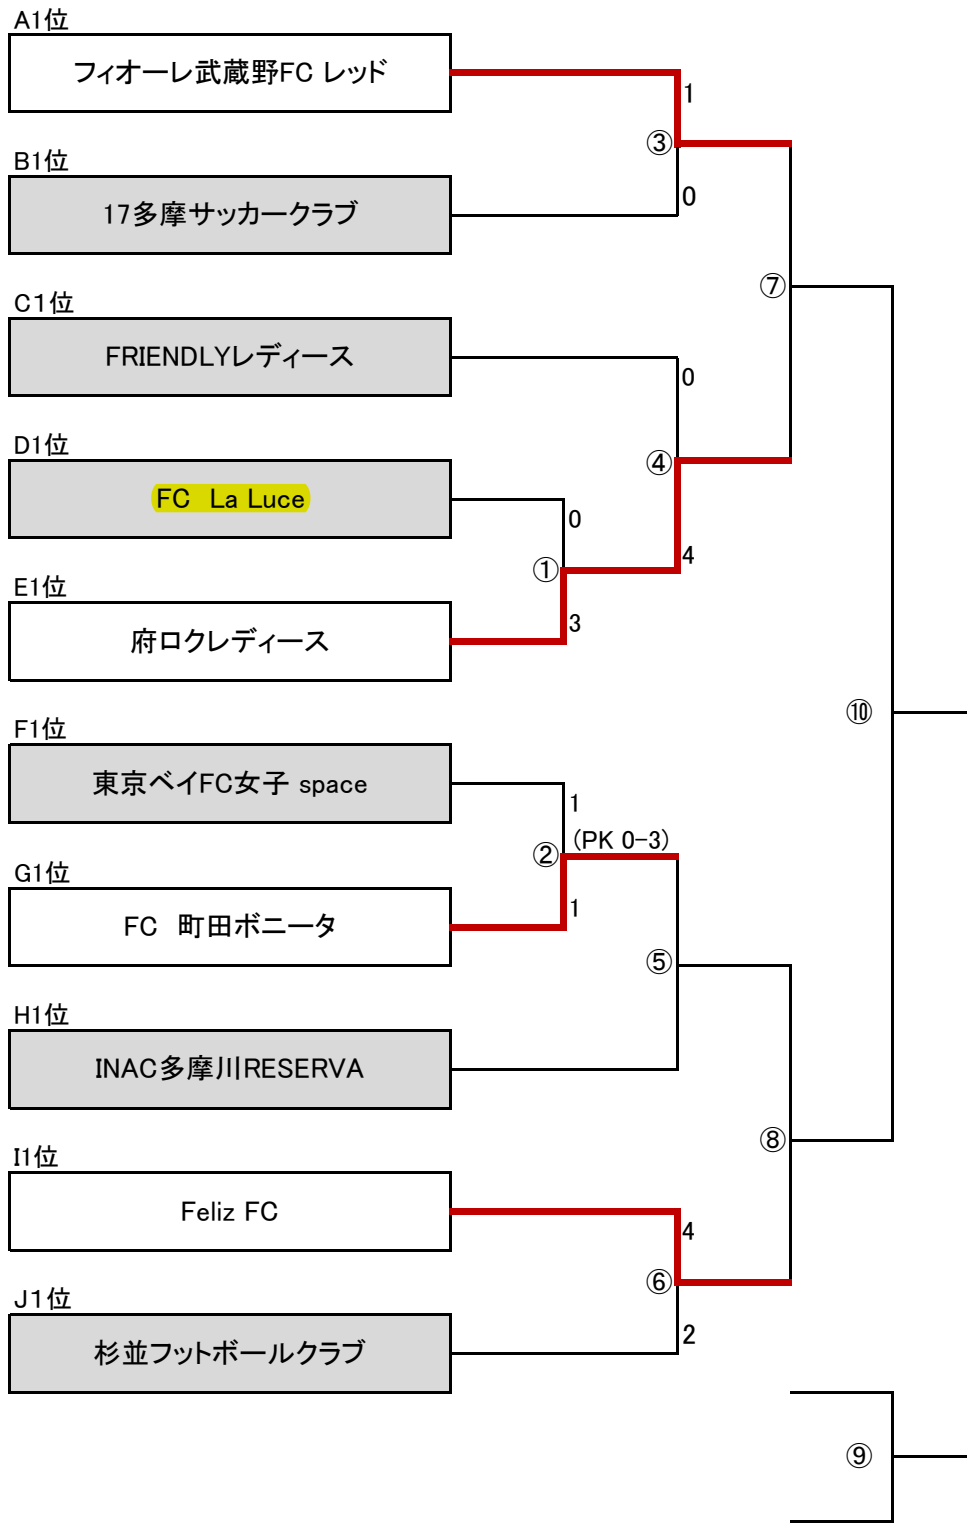 A1位
フィオーレ武蔵野FC レッド
1
③
B1位
0
17多摩サッカークラブ
⑦
C1位
FRIENDLYレディース
0
D1位
④
FC　La Luce
0
4
①
E1位
3
府ロクレディース
⑩
F1位
東京ベイFC女子 space
1
(PK 0-3)
②
G1位
1
FC　町田ボニータ
⑤
H1位
INAC多摩川RESERVA
⑧
I1位
Feliz FC
4
⑥
J1位
2
杉並フットボールクラブ
⑨